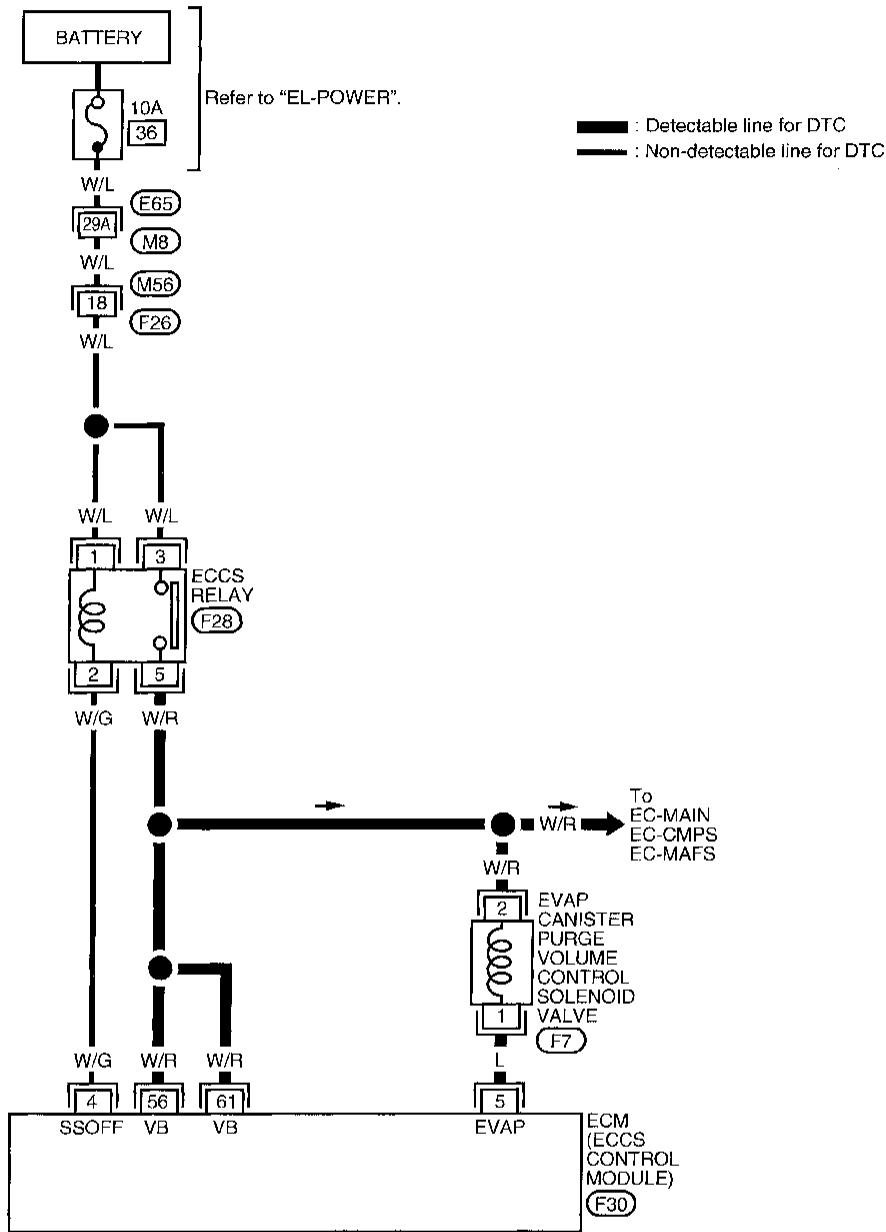 BATTERY
Refer to "EL-POWER".
10A
36
: Detectable line for DTC
: Non-detectable line for DTC
W/L
E65
29A
M8
W/L
M56
18
F26
W/L
W/L W/L
1 3
ECCS
RELAY
F28
2 5
W/G W/R
To
EC-MAIN
EC-CMPS
EC-MAFS
W/R
W/R
2
EVAP
CANISTER
PURGE
VOLUME
CONTROL
SOLENOID
VALVE
1
F7
W/G W/R W/R L
4 56 61 5
SSOFF VB VB EVAP
ECM
(ECCS
CONTROL
MODULE)
F30